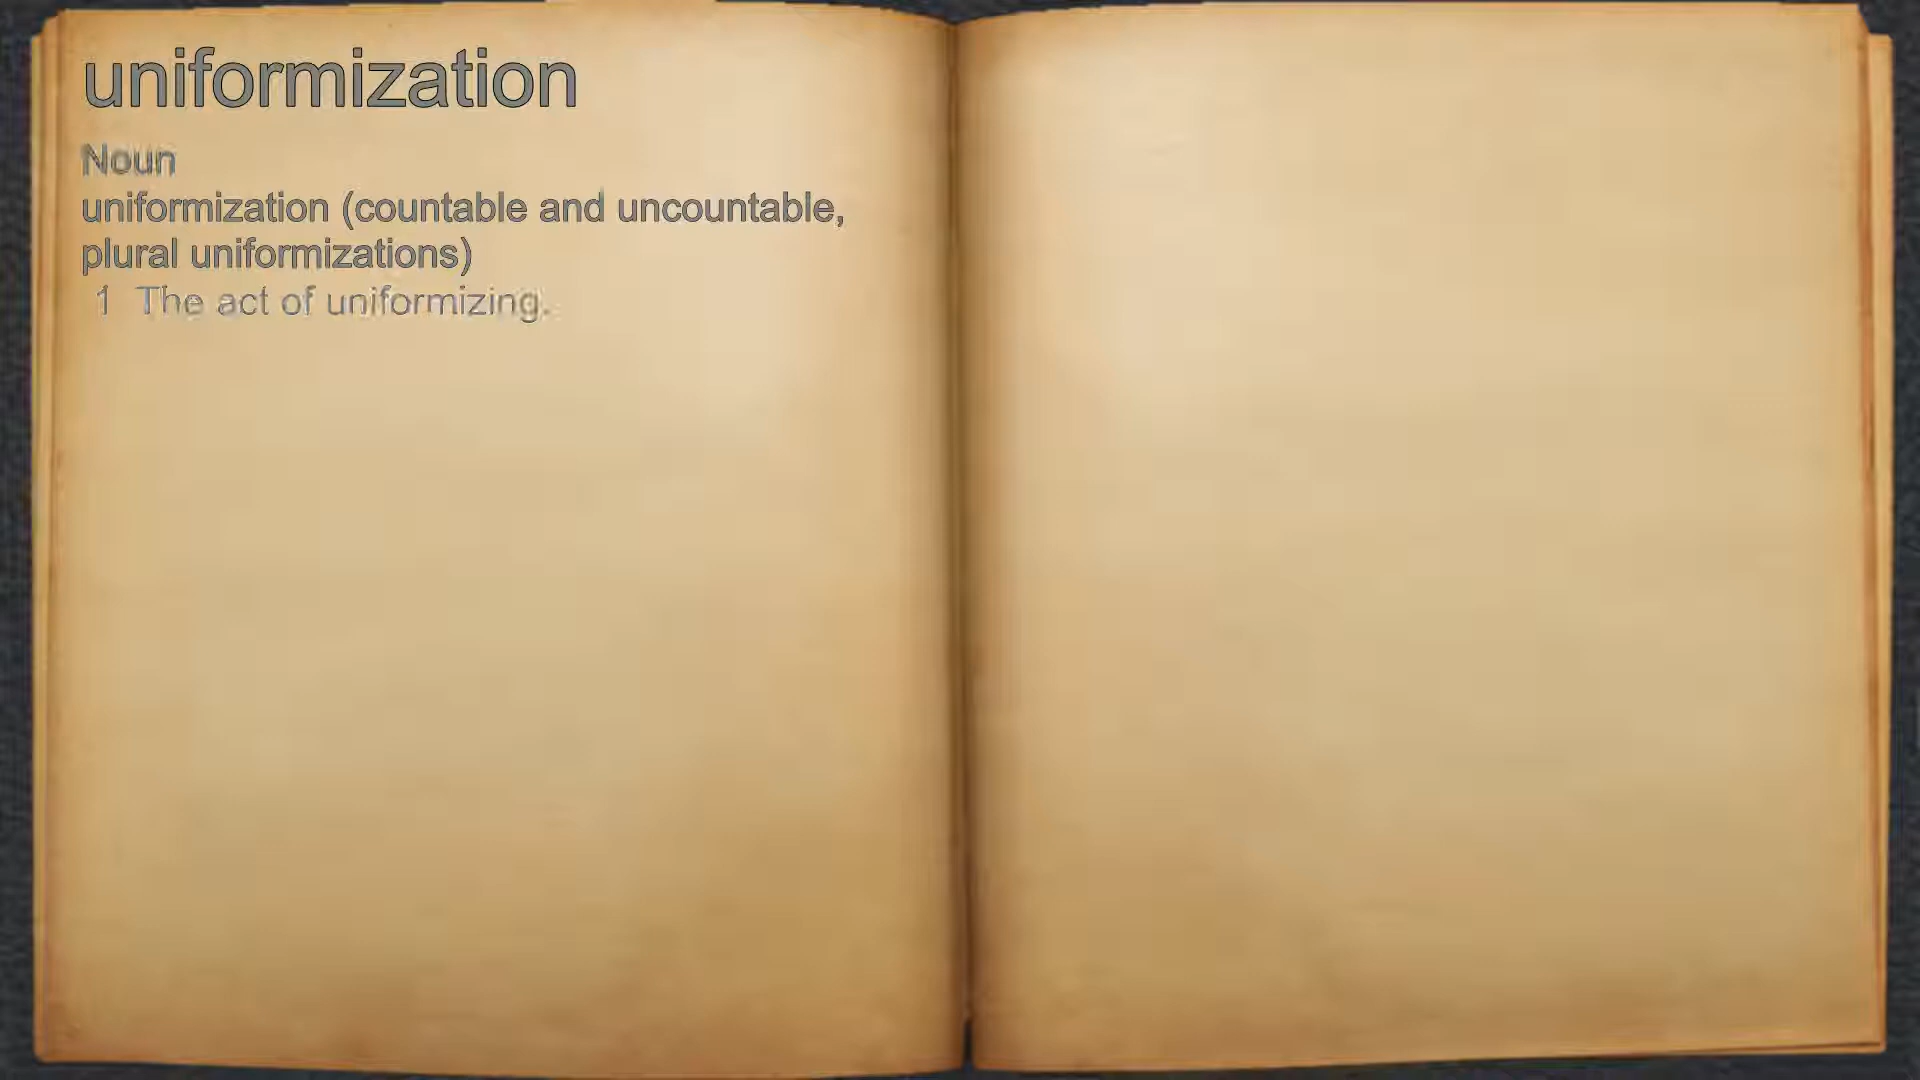 uniformization
Noun
uniformization (countable and uncountable,
plural uniformizations)
1 The act of uniformizing.